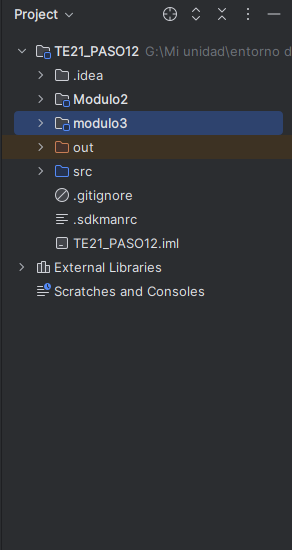 Project
TE21_PASO12 G:\Mi unidad\entorno d
.idea
Modulo2
modulo3
out
src
.gitignore
.sdkmanrc
TE21_PASO12.iml
External Libraries
Scratches and Consoles